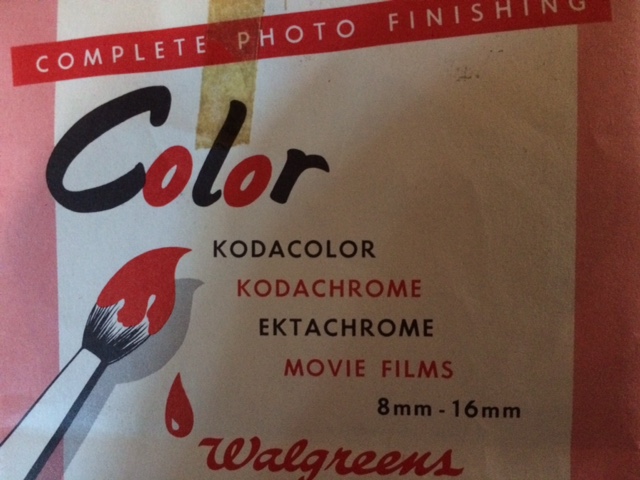 COMPLETE PHOTO FINISHING
Color
KODACOLOR
KODACHROME
EKTACHROME
MOVIE FILMS
8mm-16mm
Walgreens